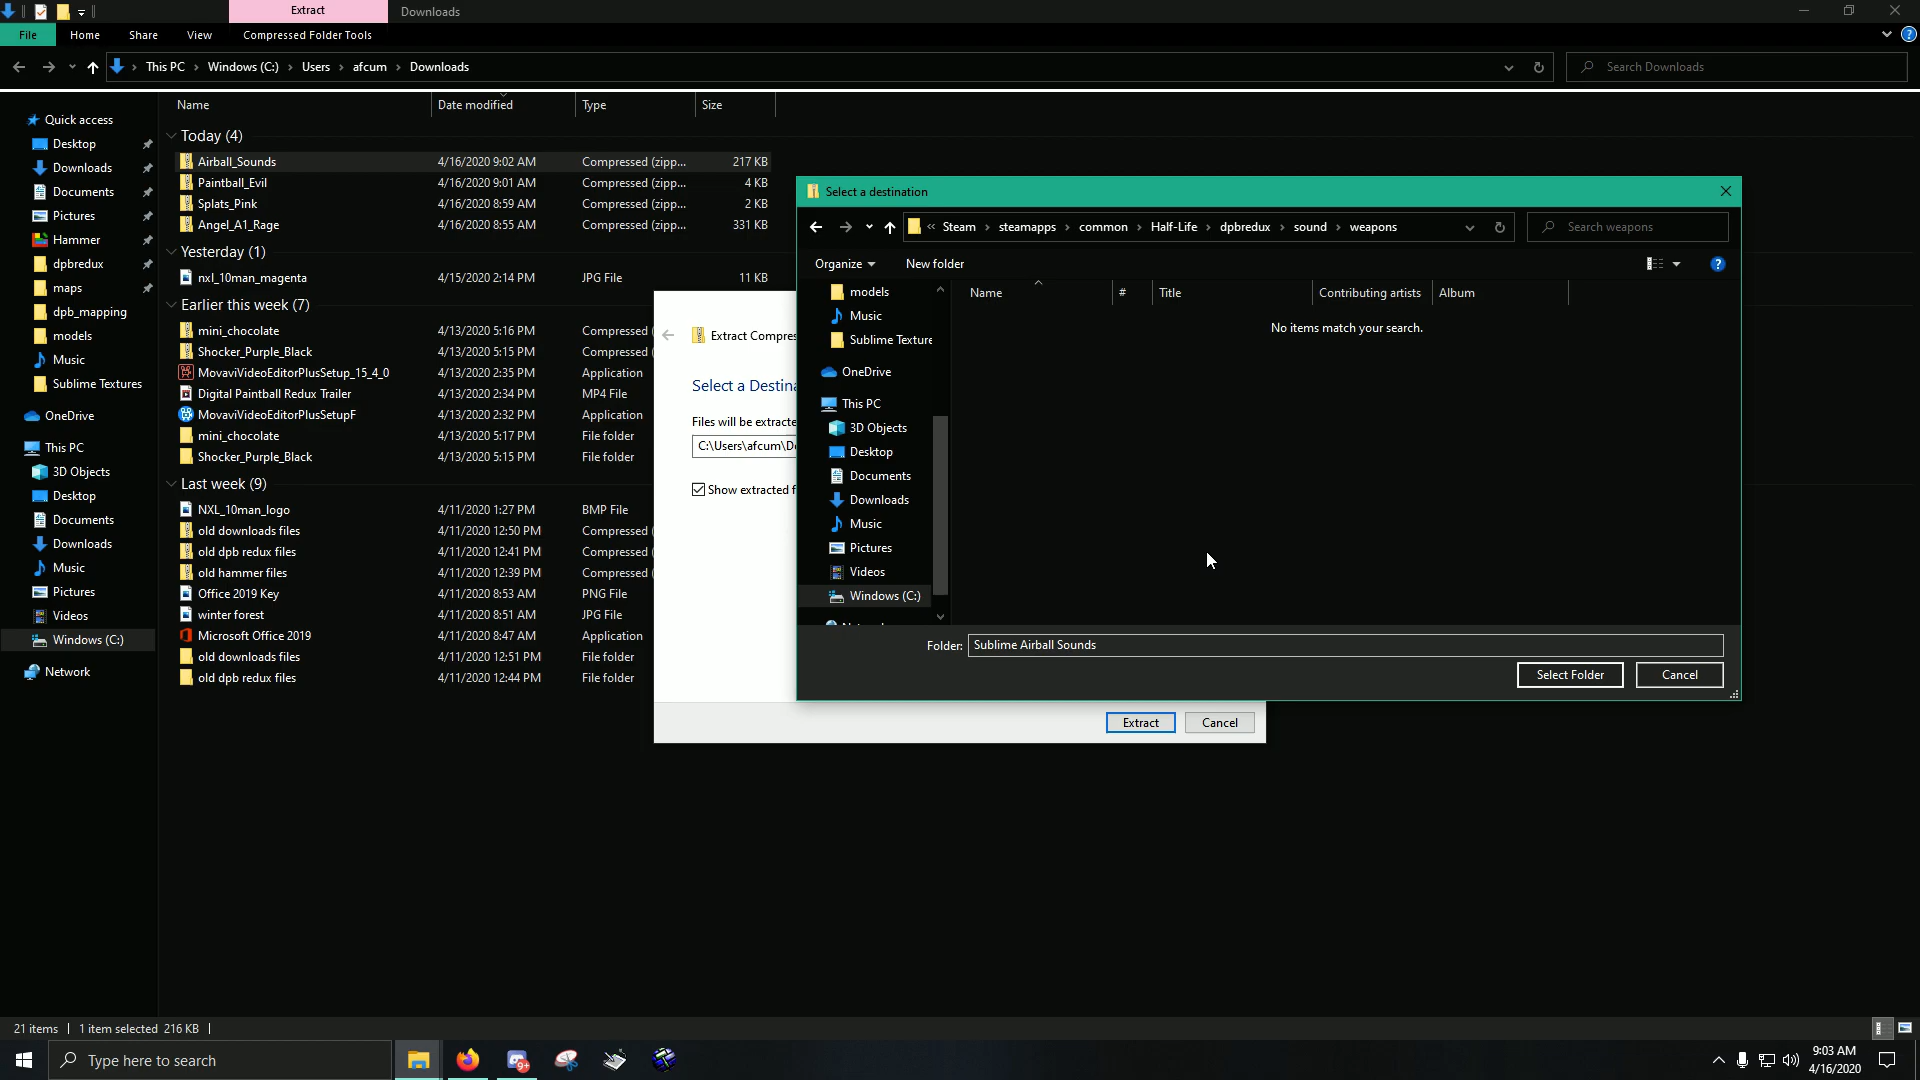 Extract
Downloads
File
Home
Share
View
Compressed Folder Tools
This PC
Windows (C:)
Users
afcum
Downloads
Search Downloads
Name
Date modified
Type
Size
Quick access
Desktop
Downloads
Documents
Pictures
Hammer
dpbredux
maps
dpb_mapping
models
Music
Sublime Textures
OneDrive
This PC
3D Objects
Desktop
Documents
Downloads
Music
Pictures
Videos
Windows (C:)
Network
Today (4)
Airball_Sounds 4/16/2020 9:02 AM Compressed (zipp... 217 KB
Paintball_Evil 4/16/2020 9:01 AM Compressed (zipp... 4 KB
Splats_Pink 4/16/2020 8:59 AM Compressed (zipp... 2 KB
Angel_A1_Rage 4/16/2020 8:55 AM Compressed (zipp... 331 KB
Yesterday (1)
nxl_10man_magenta 4/15/2020 2:14 PM JPG File 11 KB
Earlier this week (7)
mini_chocolate 4/13/2020 5:16 PM Compressed (
Shocker_Purple_Black 4/13/2020 5:15 PM Compressed (
MovaviVideoEditorPlusSetup_15_4_0 4/13/2020 2:35 PM Application
Digital Paintball Redux Trailer 4/13/2020 2:34 PM MP4 File
MovaviVideoEditorPlusSetupF 4/13/2020 2:32 PM Application
mini_chocolate 4/13/2020 5:17 PM File folder
Shocker_Purple_Black 4/13/2020 5:15 PM File folder
Last week (9)
NXL_10man_logo 4/11/2020 1:27 PM BMP File
old downloads files 4/11/2020 12:50 PM Compressed (
old dpb redux files 4/11/2020 12:41 PM Compressed (
old hammer files 4/11/2020 12:39 PM Compressed (
Office 2019 Key 4/11/2020 8:53 AM PNG File
winter forest 4/11/2020 8:51 AM JPG File
Microsoft Office 2019 4/11/2020 8:47 AM Application
old downloads files 4/11/2020 12:51 PM File folder
old dpb redux files 4/11/2020 12:44 PM File folder
Extract Compres
Select a Destina
Files will be extracte
C:\Users\afcum\Do
Show extracted f
Extract
Cancel
Select a destination
« Steam
steamapps
common
Half-Life
dpbredux
sound
weapons
Search weapons
Organize
New folder
models
Music
Sublime Texture
OneDrive
This PC
3D Objects
Desktop
Documents
Downloads
Music
Pictures
Videos
Windows (C:)
Name
#
Title
Contributing artists
Album
No items match your search.
Folder: Sublime Airball Sounds
Select Folder
Cancel
21 items
1 item selected 216 KB
Type here to search
9+
9:03 AM
4/16/2020